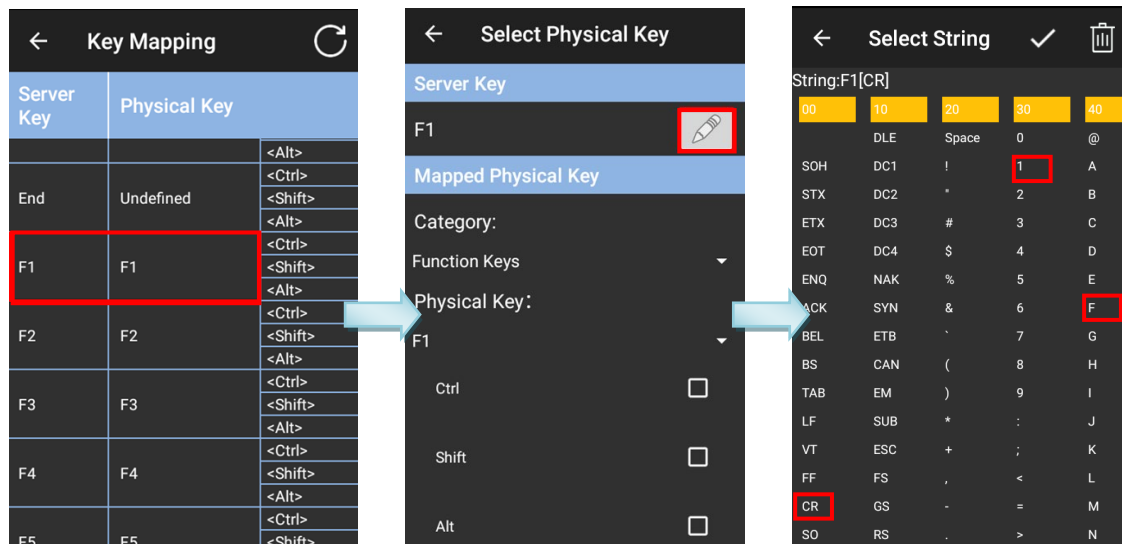 Key Mapping
Server Key Physical Key
<Alt>
End Undefined <Ctrl>
<Shift>
<Alt>
F1 F1 <Ctrl>
<Shift>
<Alt>
F2 F2 <Ctrl>
<Shift>
<Alt>
F3 F3 <Ctrl>
<Shift>
<Alt>
F4 F4 <Ctrl>
<Shift>
<Alt>
F5 F5 <Ctrl>
<Shift>
Select Physical Key
Server Key
F1
Mapped Physical Key
Category:
Function Keys
Physical Key:
F1
Ctrl
Shift
Alt
Select String
String:F1[CR]
00 10 20 30 40
DLE Space 0 @
SOH DC1 ! 1 A
STX DC2 " 2 B
ETX DC3 # 3 C
EOT DC4 $ 4 D
ENQ NAK % 5 E
ACK SYN & 6 F
BEL ETB ` 7 G
BS CAN ( 8 H
TAB EM ) 9 I
LF SUB * : J
VT ESC + ; K
FF FS , < L
CR GS - = M
SO RS . > N